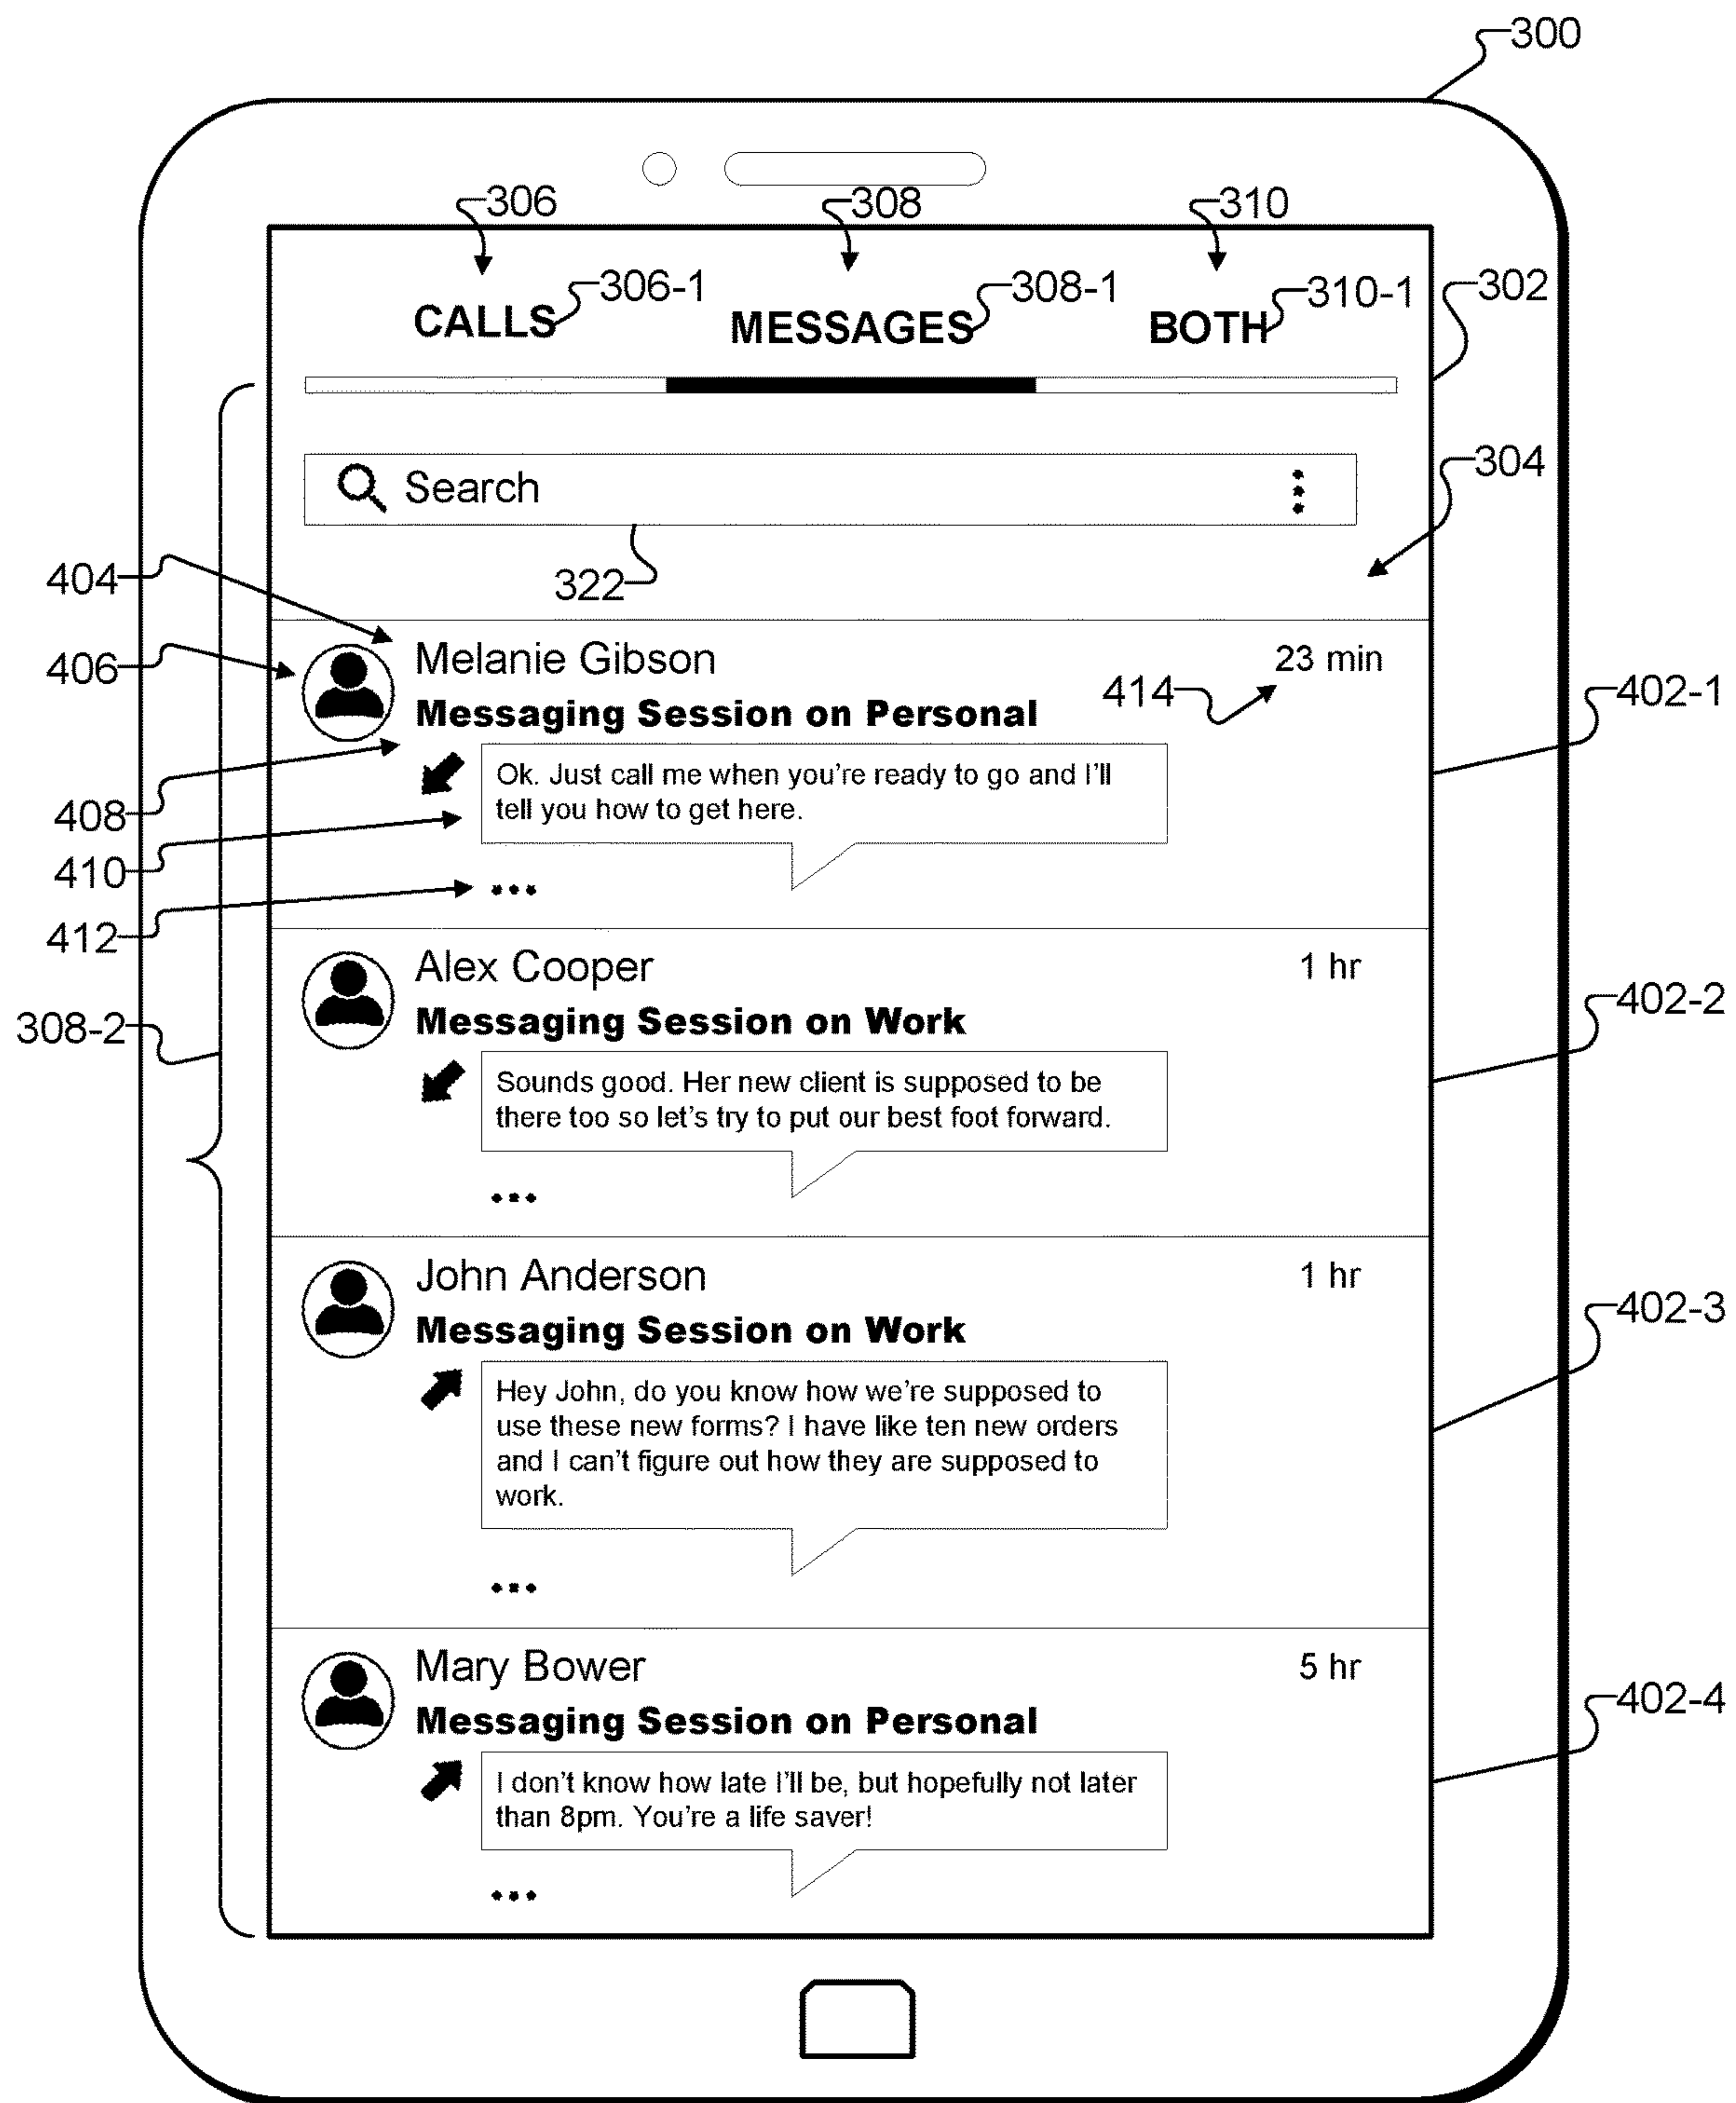 300
306
308
310
306-1
308-1
310-1
302
CALLS
MESSAGES
BOTH
Search
304
322
404
406
Melanie Gibson
23 min
414
402-1
Messaging Session on Personal
408
Ok. Just call me when you're ready to go and I'll
tell you how to get here.
410
412
Alex Cooper
1 hr
402-2
308-2
Messaging Session on Work
Sounds good. Her new client is supposed to be
there too so let's try to put our best foot forward.
John Anderson
1 hr
402-3
Messaging Session on Work
Hey John, do you know how we're supposed to
use these new forms? I have like ten new orders
and I can't figure out how they are supposed to
work.
Mary Bower
5 hr
402-4
Messaging Session on Personal
I don't know how late I'll be, but hopefully not later
than 8pm. You're a life saver!